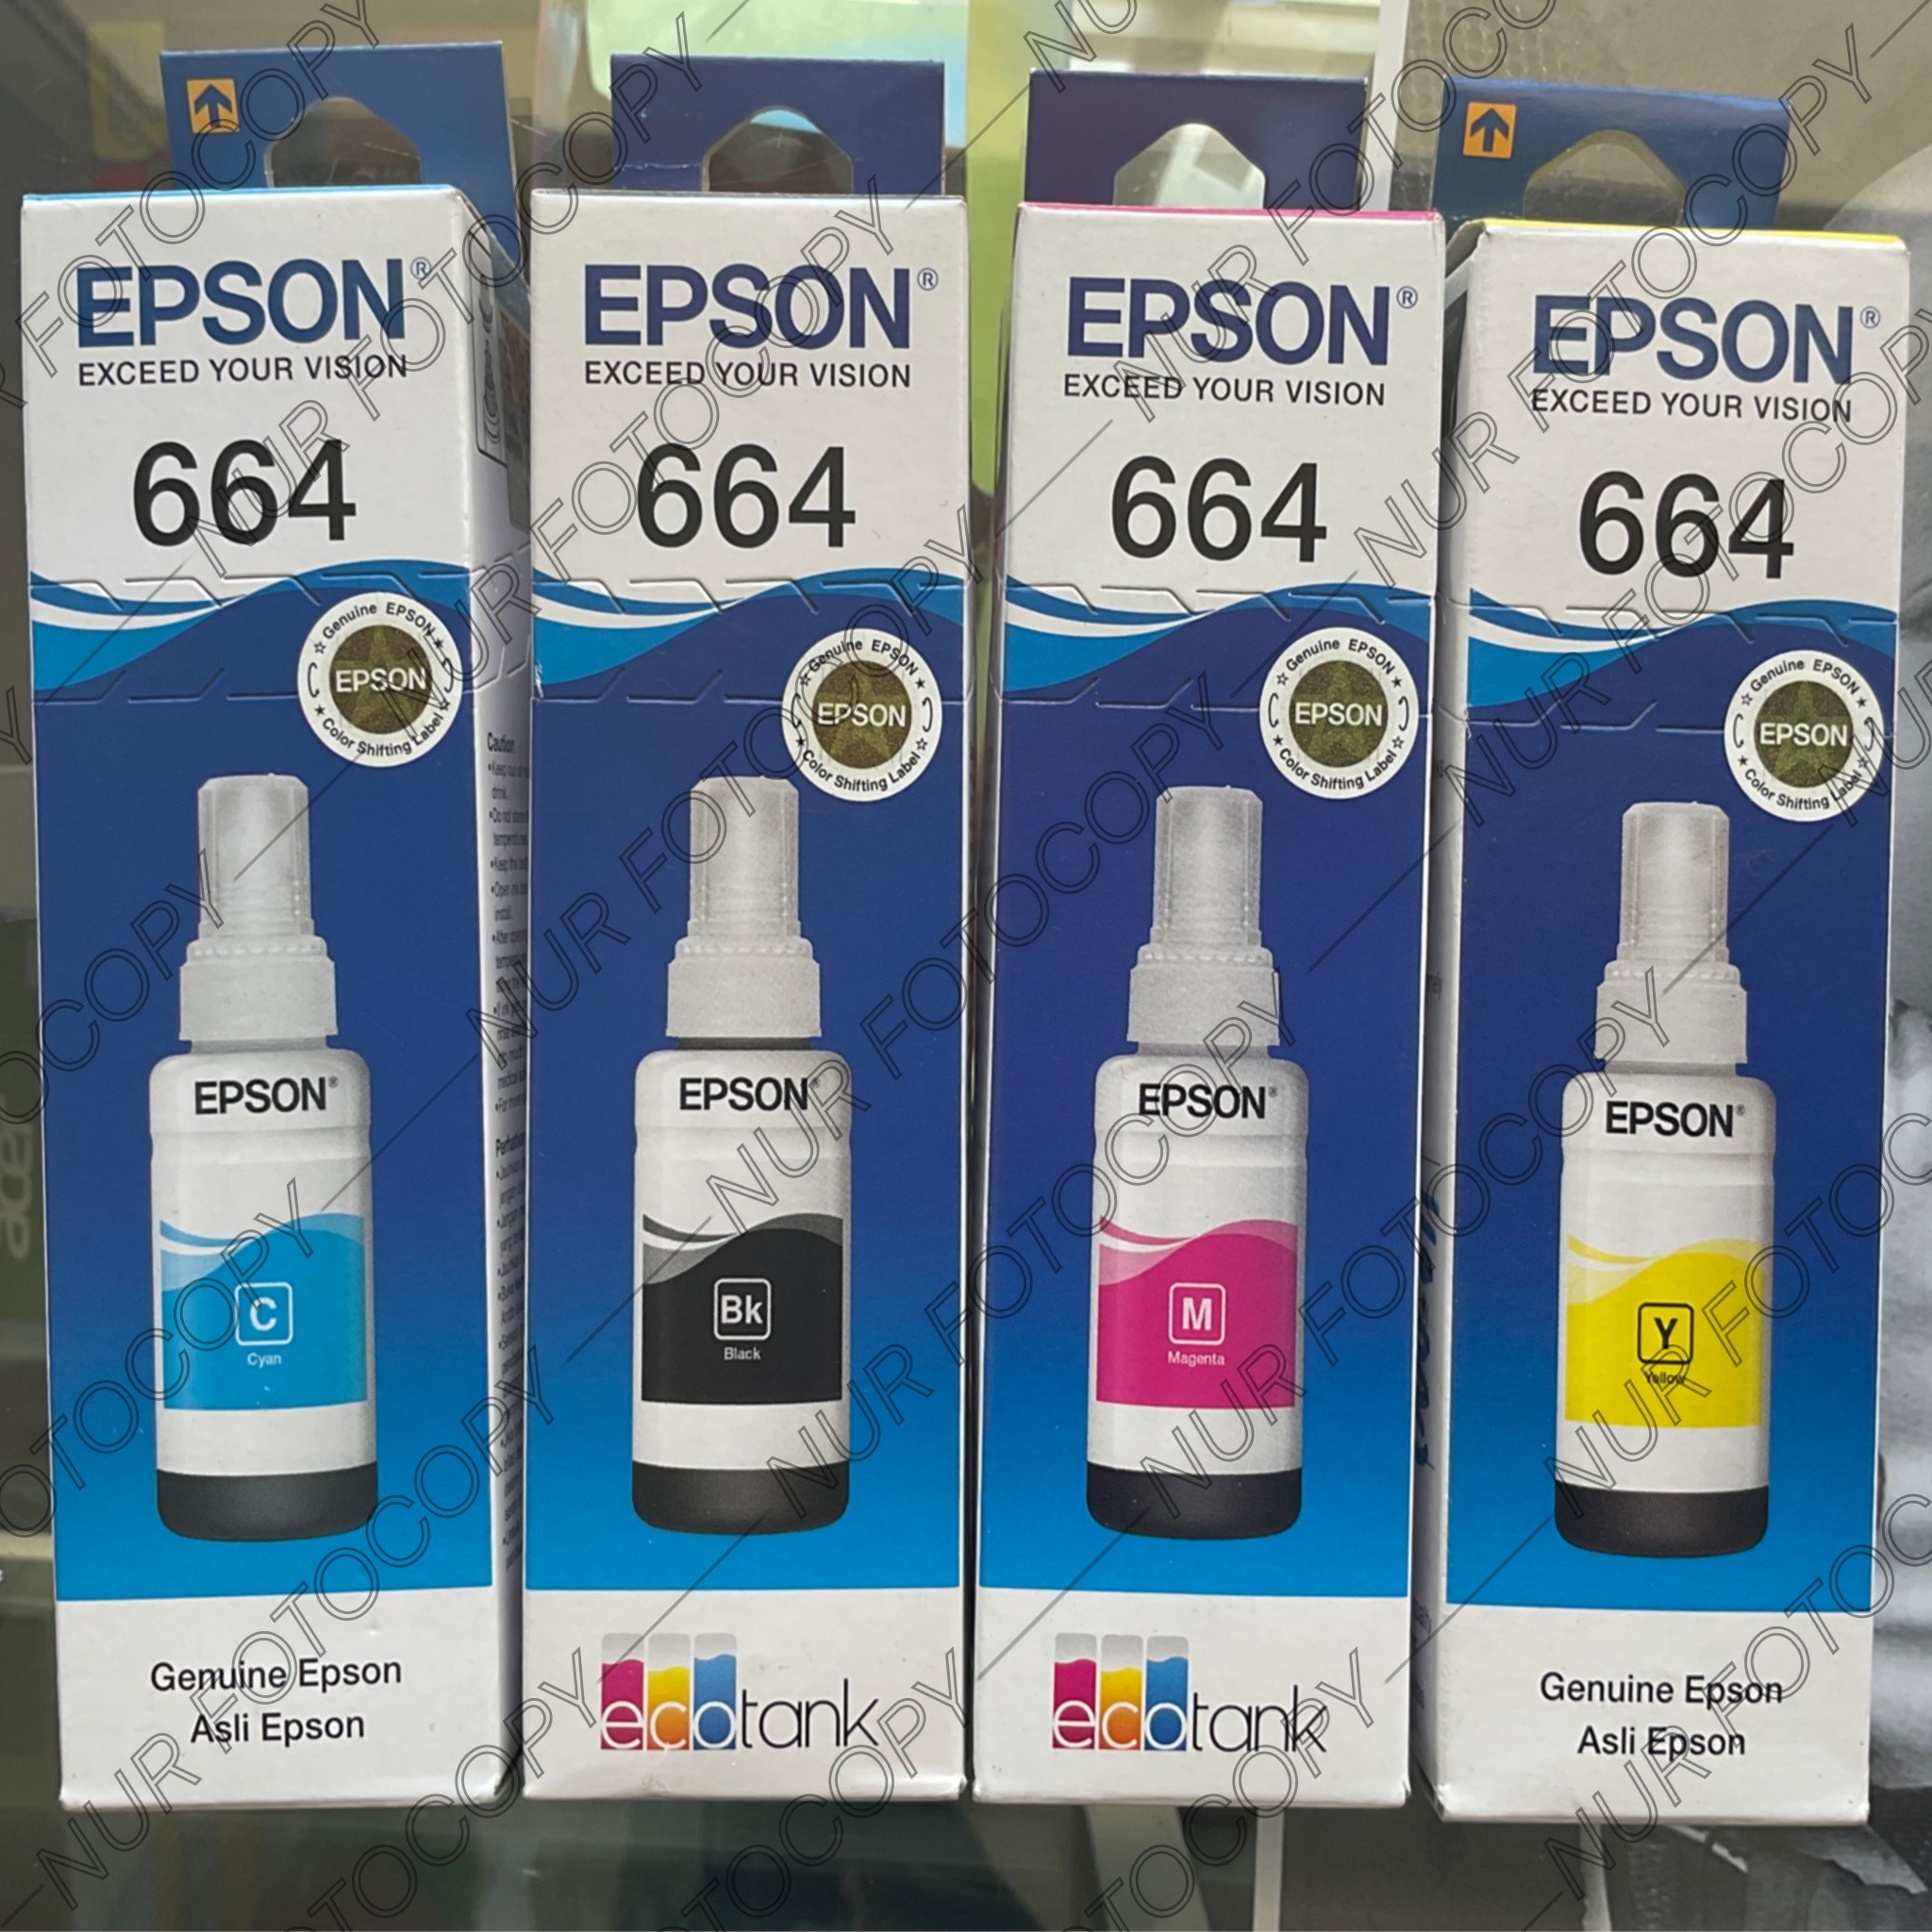 EPSON®
EXCEED YOUR VISION
664
Genuine EPSON
EPSON
Color Shifting Label
EPSON®
C
Cyan
Genuine Epson
Asli Epson
Caution
EPSON®
EXCEED YOUR VISION
664
Genuine EPSON
EPSON
Color Shifting Label
EPSON®
Bk
Black
ecotank
EPSON®
EXCEED YOUR VISION
664
Genuine EPSON
EPSON
Color Shifting Label
EPSON®
M
Magenta
ecotank
EPSON®
EXCEED YOUR VISION
664
Genuine EPSON
EPSON
Color Shifting Label
EPSON®
Y
Yellow
Genuine Epson
Asli Epson
acer
NUR FOTOCOPY